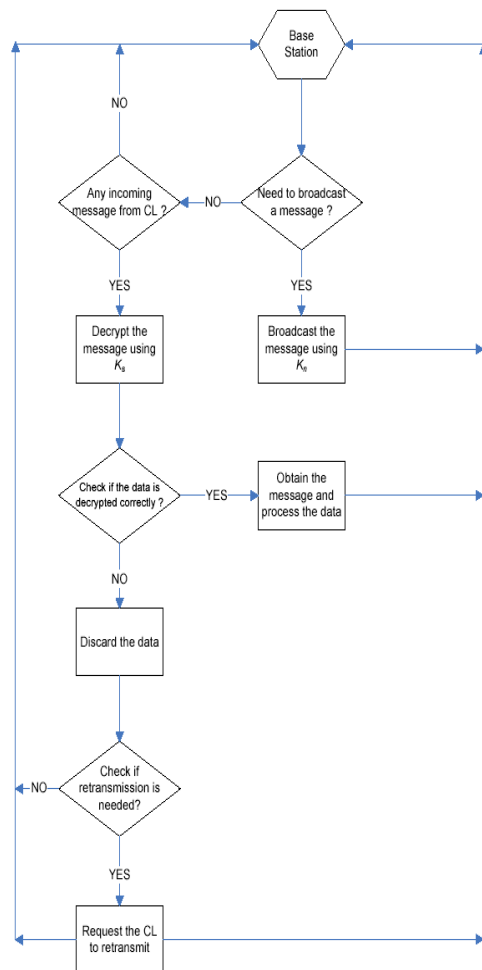 Base
Station
NO
Any incoming
message from CL ?
NO
Need to broadcast
a message ?
YES
YES
Decrypt the
message using
Ks
Broadcast the
message using
Kn
Check if the data is
decrypted correctly ?
YES
Obtain the
message and
process the data
NO
Discard the data
Check if
retransmission is
needed?
NO
YES
Request the CL
to retransmit